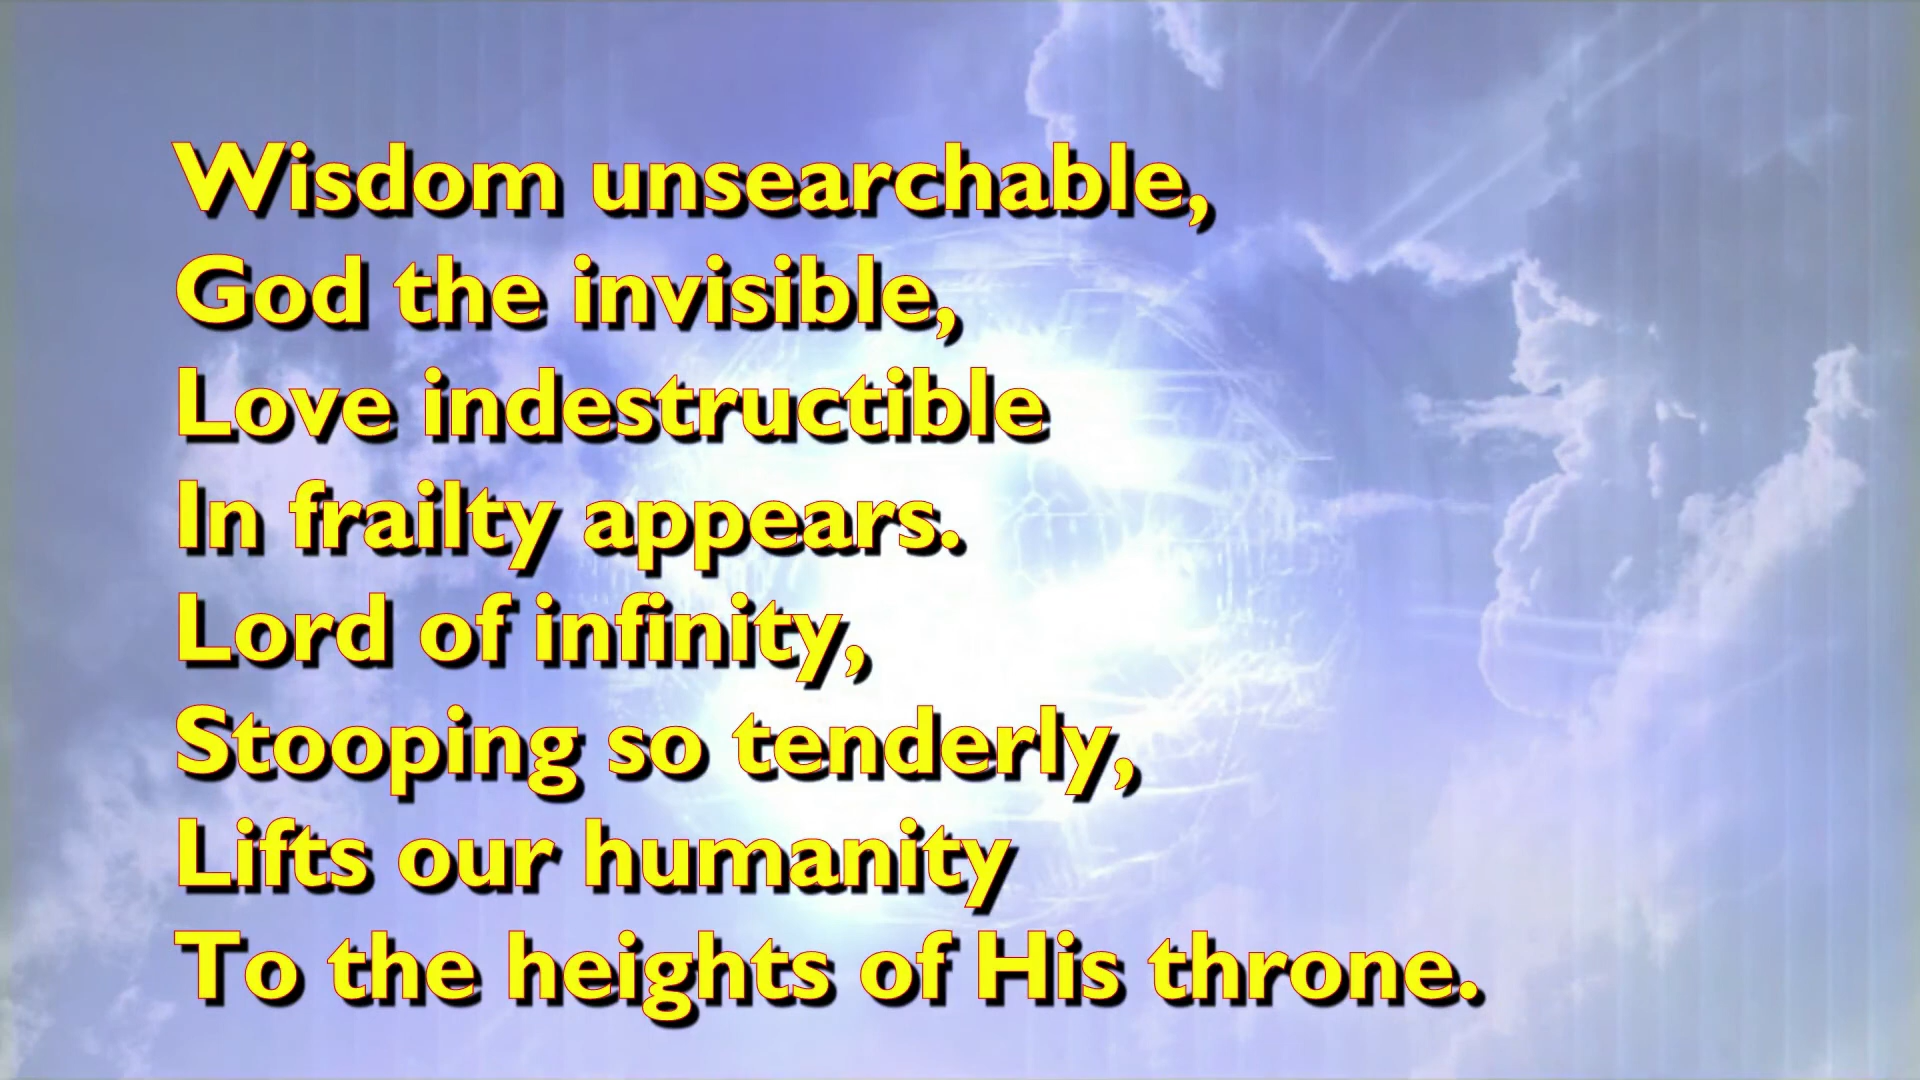 Wisdom unsearchable,
God the invisible,
Love indestructible
In frailty appears.
Lord of infinity,
Stooping so tenderly,
Lifts our humanity
To the heights of His throne.